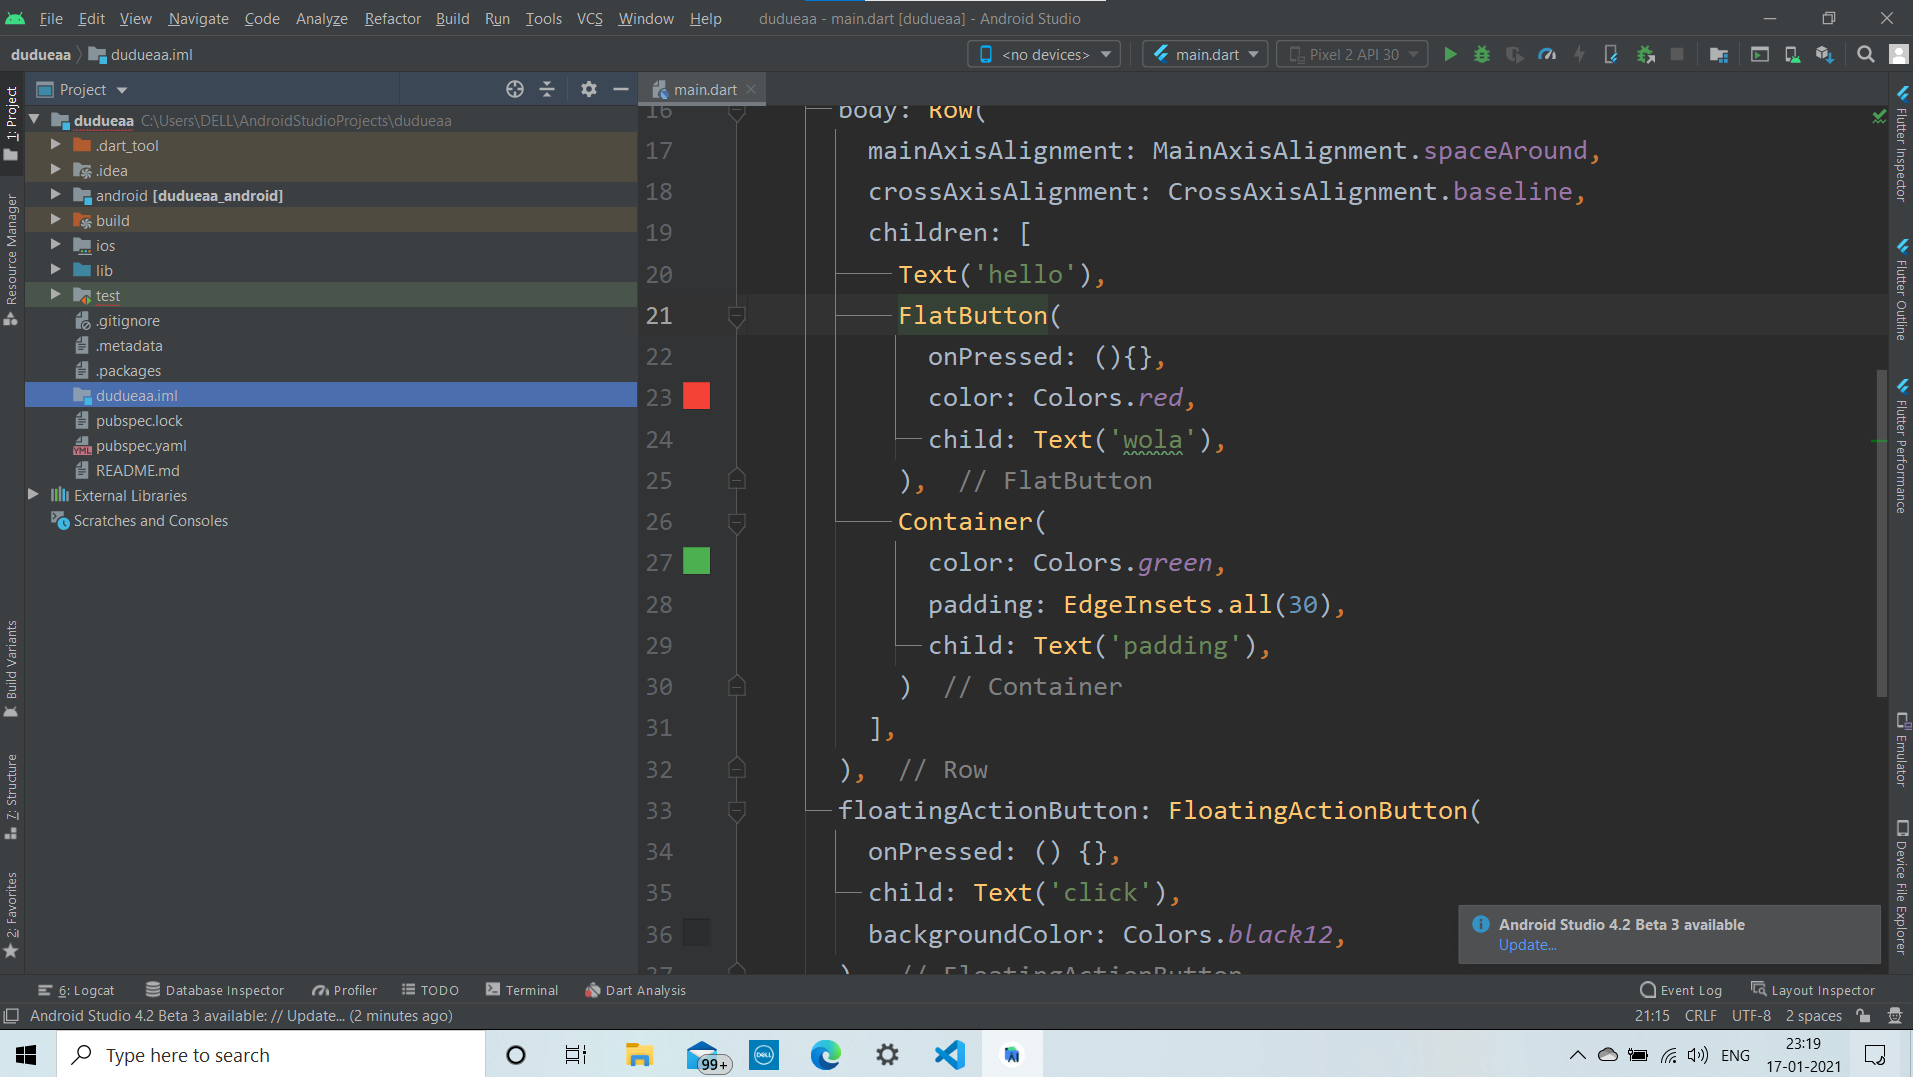 File Edit View Navigate Code Analyze Refactor Build Run Tools VCS Window Help dudueaa - main.dart [dudueaa] - Android Studio
dudueaa dudueaa.iml <no devices> main.dart Pixel 2 API 30
Project main.dart
dudueaa C:\Users\DELL\AndroidStudioProjects\dudueaa
.dart_tool
.idea
android [dudueaa_android]
build
ios
lib
test
.gitignore
.metadata
.packages
dudueaa.iml
pubspec.lock
pubspec.yaml
README.md
External Libraries
Scratches and Consoles
1: Project
Resource Manager
Build Variants
7: Structure
2: Favorites
16 body: Row(
17 mainAxisAlignment: MainAxisAlignment.spaceAround,
18 crossAxisAlignment: CrossAxisAlignment.baseline,
19 children: [
20 Text('hello'),
21 FlatButton(
22 onPressed: (){},
23 color: Colors.red,
24 child: Text('wola'),
25 ), // FlatButton
26 Container(
27 color: Colors.green,
28 padding: EdgeInsets.all(30),
29 child: Text('padding'),
30 ) // Container
31 ],
32 ), // Row
33 floatingActionButton: FloatingActionButton(
34 onPressed: () {},
35 child: Text('click'),
36 backgroundColor: Colors.black12,
37 ) // FloatingActionButton
Flutter Inspector
Flutter Outline
Flutter Performance
Emulator
Device File Explorer
Android Studio 4.2 Beta 3 available
Update...
6: Logcat Database Inspector Profiler TODO Terminal Dart Analysis Event Log Layout Inspector
Android Studio 4.2 Beta 3 available: // Update... (2 minutes ago) 21:15 CRLF UTF-8 2 spaces
Type here to search 99+ DELL ENG 23:19
17-01-2021